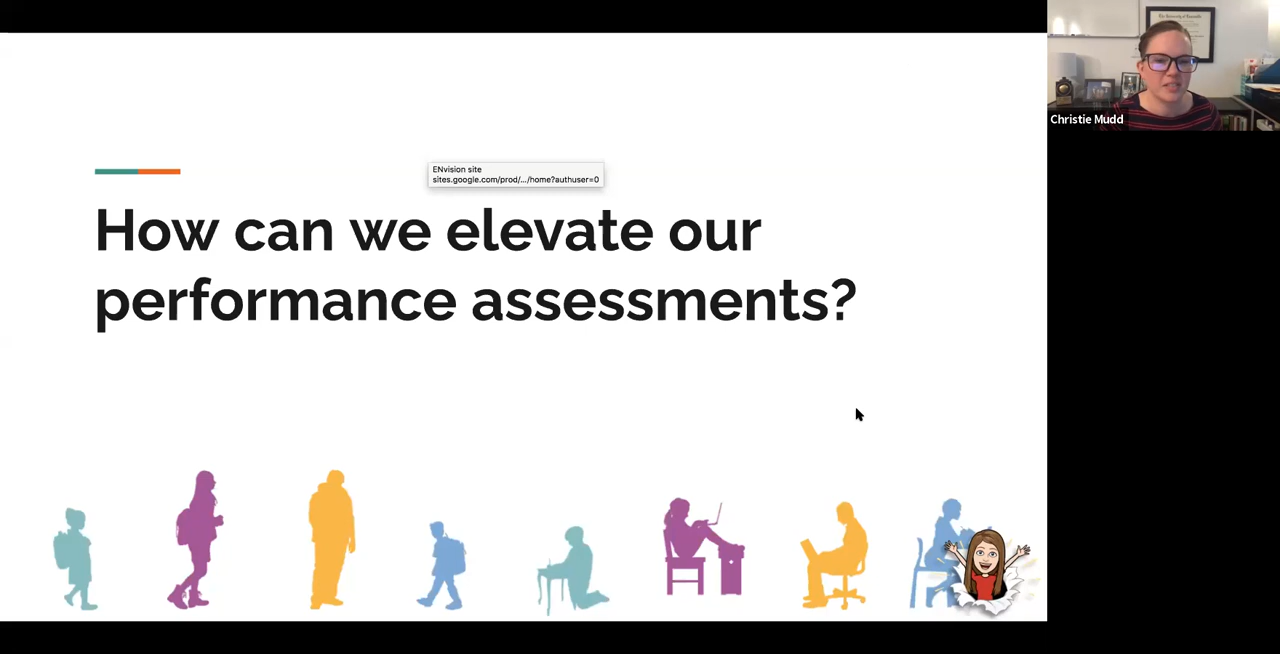 ENvision site
sites.google.com/prod/.../home?authuser=0
How can we elevate our
performance assessments?
Christie Mudd